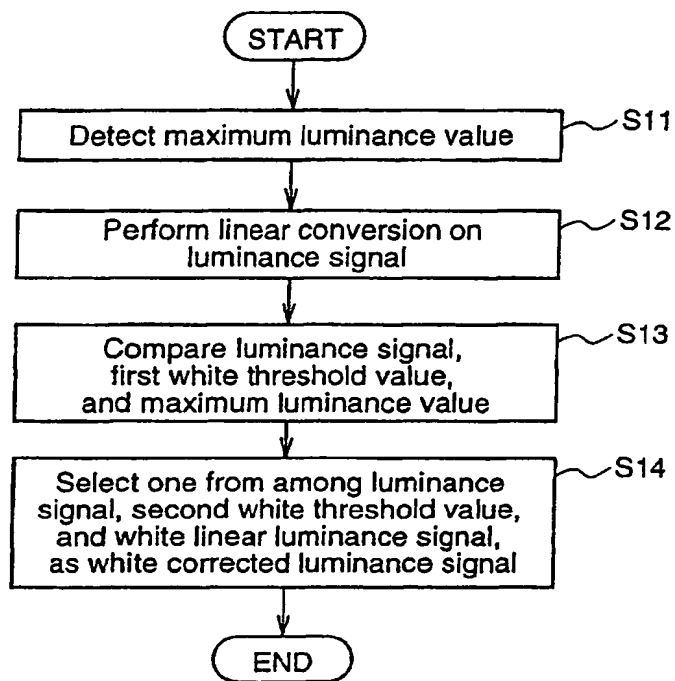 START
Detect maximum luminance value
S11
Perform linear conversion on
luminance signal
S12
Compare luminance signal,
first white threshold value,
and maximum luminance value
S13
Select one from among luminance
signal, second white threshold value,
and white linear luminance signal,
as white corrected luminance signal
S14
END